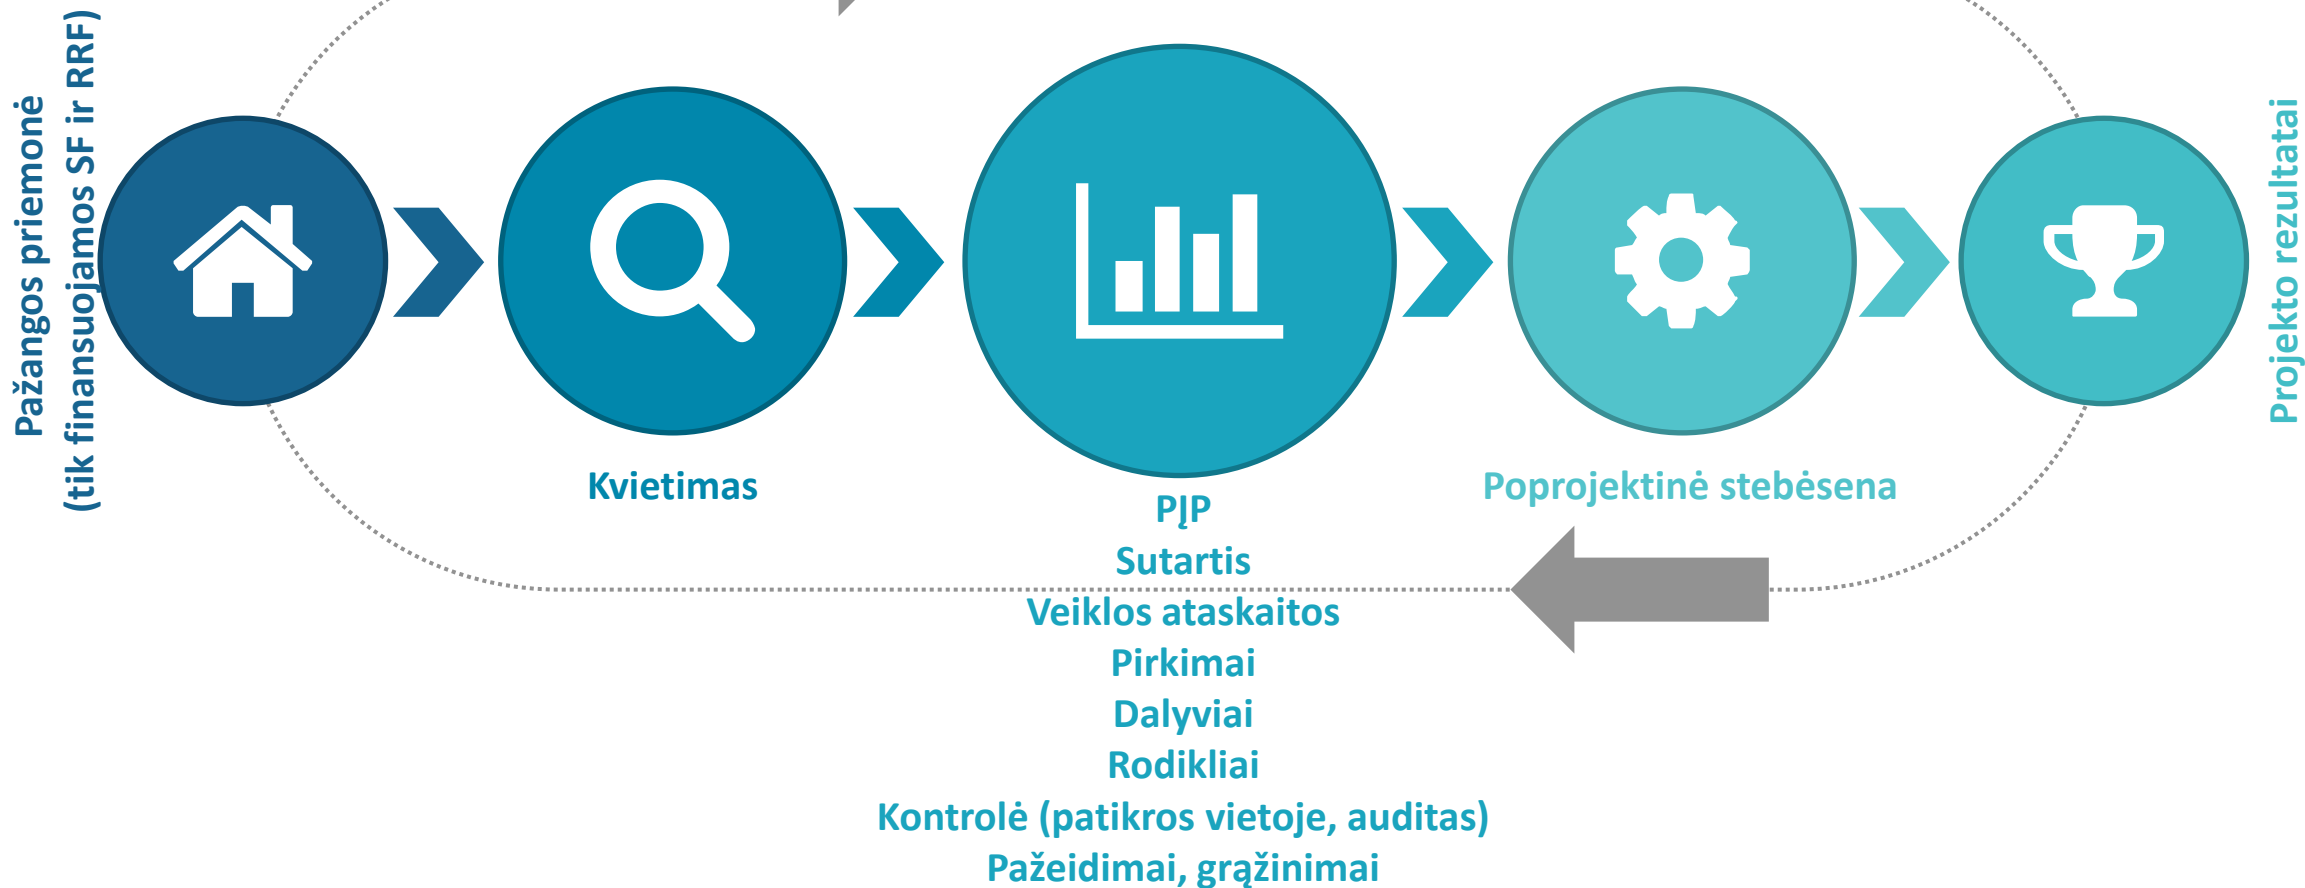 Pažangos priemonė
(tik finansuojamos SF ir RRF)
Kvietimas
PĮP
Sutartis
Veiklos ataskaitos
Pirkimai
Dalyviai
Rodikliai
Kontrolė (patikros vietoje, auditas)
Pažeidimai, grąžinimai
Poprojektinė stebėsena
Projekto rezultatai